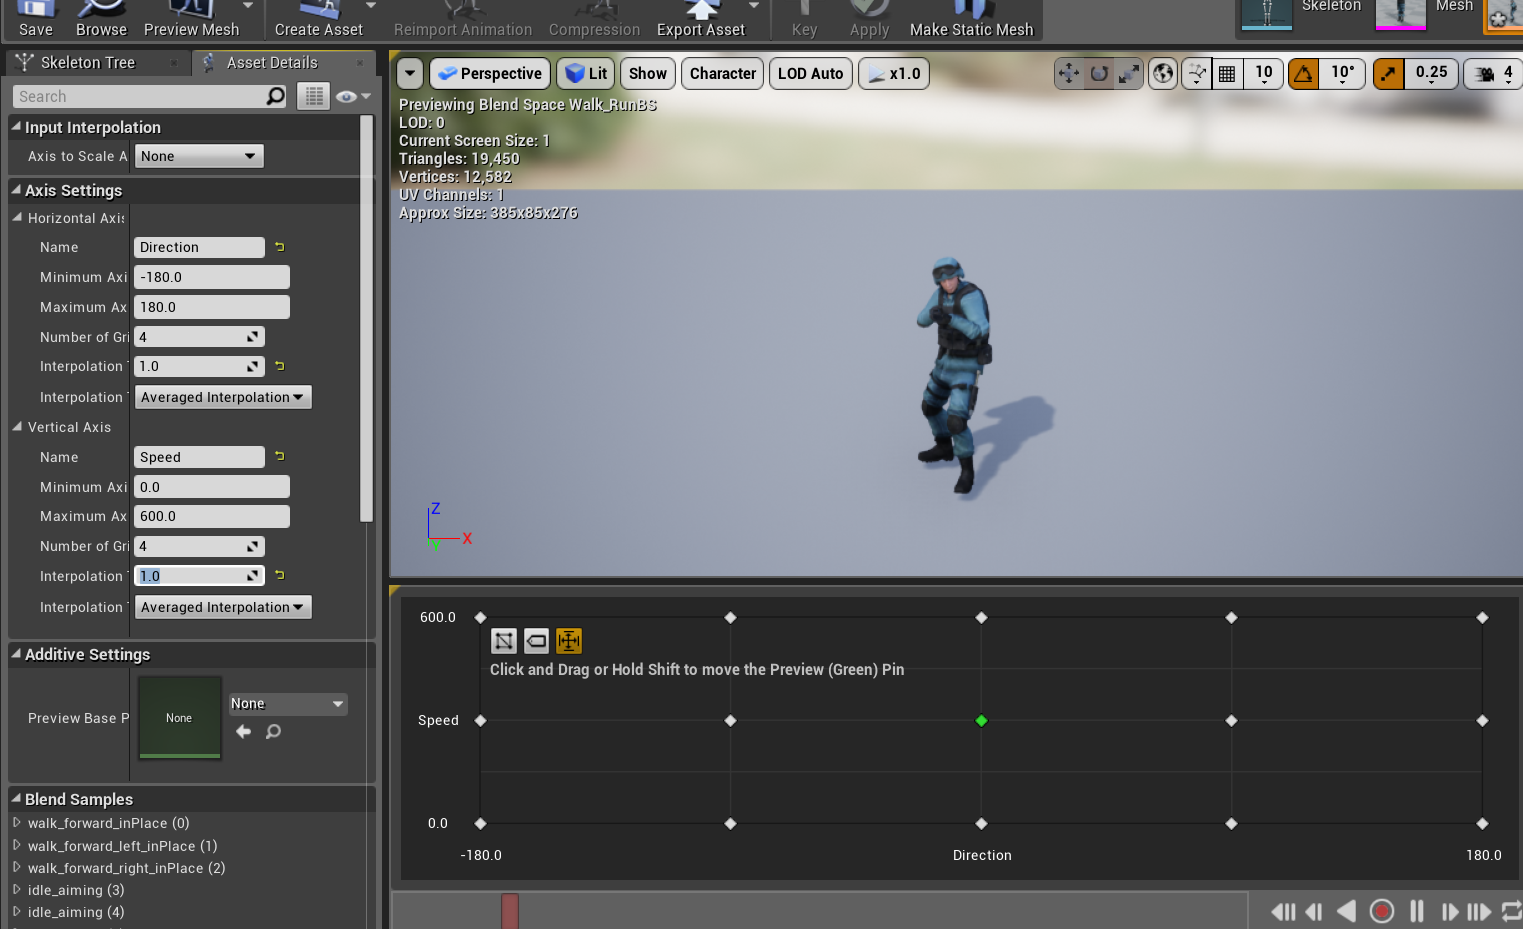 Save Browse Preview Mesh Create Asset Reimport Animation Compression Export Asset Key Apply Make Static Mesh Skeleton Mesh
Skeleton Tree Asset Details
Search
Input Interpolation
Axis to Scale A None
Axis Settings
Horizontal Axis
Name Direction
Minimum Axi -180.0
Maximum Ax 180.0
Number of Gri 4
Interpolation 1.0
Interpolation Averaged Interpolation
Vertical Axis
Name Speed
Minimum Axi 0.0
Maximum Ax 600.0
Number of Gri 4
Interpolation 1.0
Interpolation Averaged Interpolation
Additive Settings
Preview Base P None None
Blend Samples
walk_forward_inPlace (0)
walk_forward_left_inPlace (1)
walk_forward_right_inPlace (2)
idle_aiming (3)
idle_aiming (4)
Perspective Lit Show Character LOD Auto x1.0 10 10° 0.25 4
Previewing Blend Space Walk_RunBS
LOD: 0
Current Screen Size: 1
Triangles: 19,450
Vertices: 12,582
UV Channels: 1
Approx Size: 385x85x276
Z
X
Y
600.0
Click and Drag or Hold Shift to move the Preview (Green) Pin
Speed
0.0
-180.0 Direction 180.0